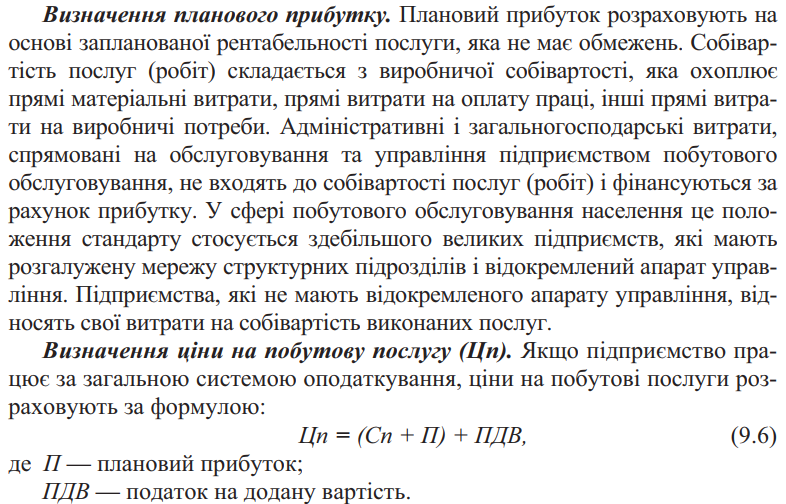 Визначення планового прибутку. Плановий прибуток розраховують на
основі запланованої рентабельності послуги, яка не має обмежень. Собівар-
тість послуг (робіт) складається з виробничої собівартості, яка охоплює
прямі матеріальні витрати, прямі витрати на оплату праці, інші прямі витра-
ти на виробничі потреби. Адміністративні і загальногосподарські витрати,
спрямовані на обслуговування та управління підприємством побутового
обслуговування, не входять до собівартості послуг (робіт) і фінансуються за
рахунок прибутку. У сфері побутового обслуговування населення це поло-
ження стандарту стосується здебільшого великих підприємств, які мають
розгалужену мережу структурних підрозділів і відокремлений апарат управ-
ління. Підприємства, які не мають відокремленого апарату управління, від-
носять свої витрати на собівартість виконаних послуг.
Визначення ціни на побутову послугу (Цп). Якщо підприємство пра-
цює за загальною системою оподаткування, ціни на побутові послуги роз-
раховують за формулою:
Цп = (Сп + П) + ПДВ, (9.6)
де П — плановий прибуток;
ПДВ — податок на додану вартість.